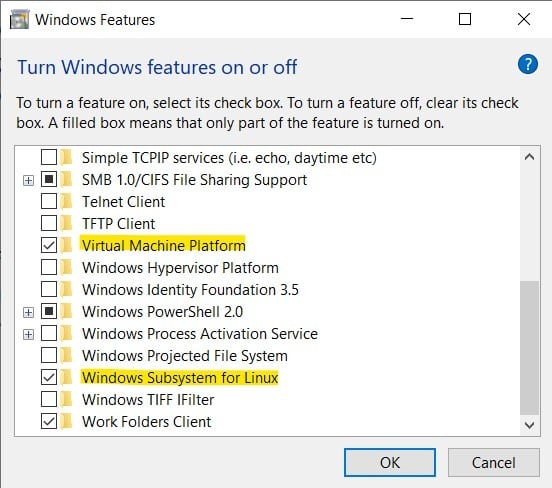 Windows Features
Turn Windows features on or off
?
To turn a feature on, select its check box. To turn a feature off, clear its check
box. A filled box means that only part of the feature is turned on.
Simple TCPIP services (i.e. echo, daytime etc)
SMB 1.0/CIFS File Sharing Support
Telnet Client
TFTP Client
Virtual Machine Platform
Windows Hypervisor Platform
Windows Identity Foundation 3.5
Windows PowerShell 2.0
Windows Process Activation Service
Windows Projected File System
Windows Subsystem for Linux
Windows TIFF IFilter
Work Folders Client
OK
Cancel